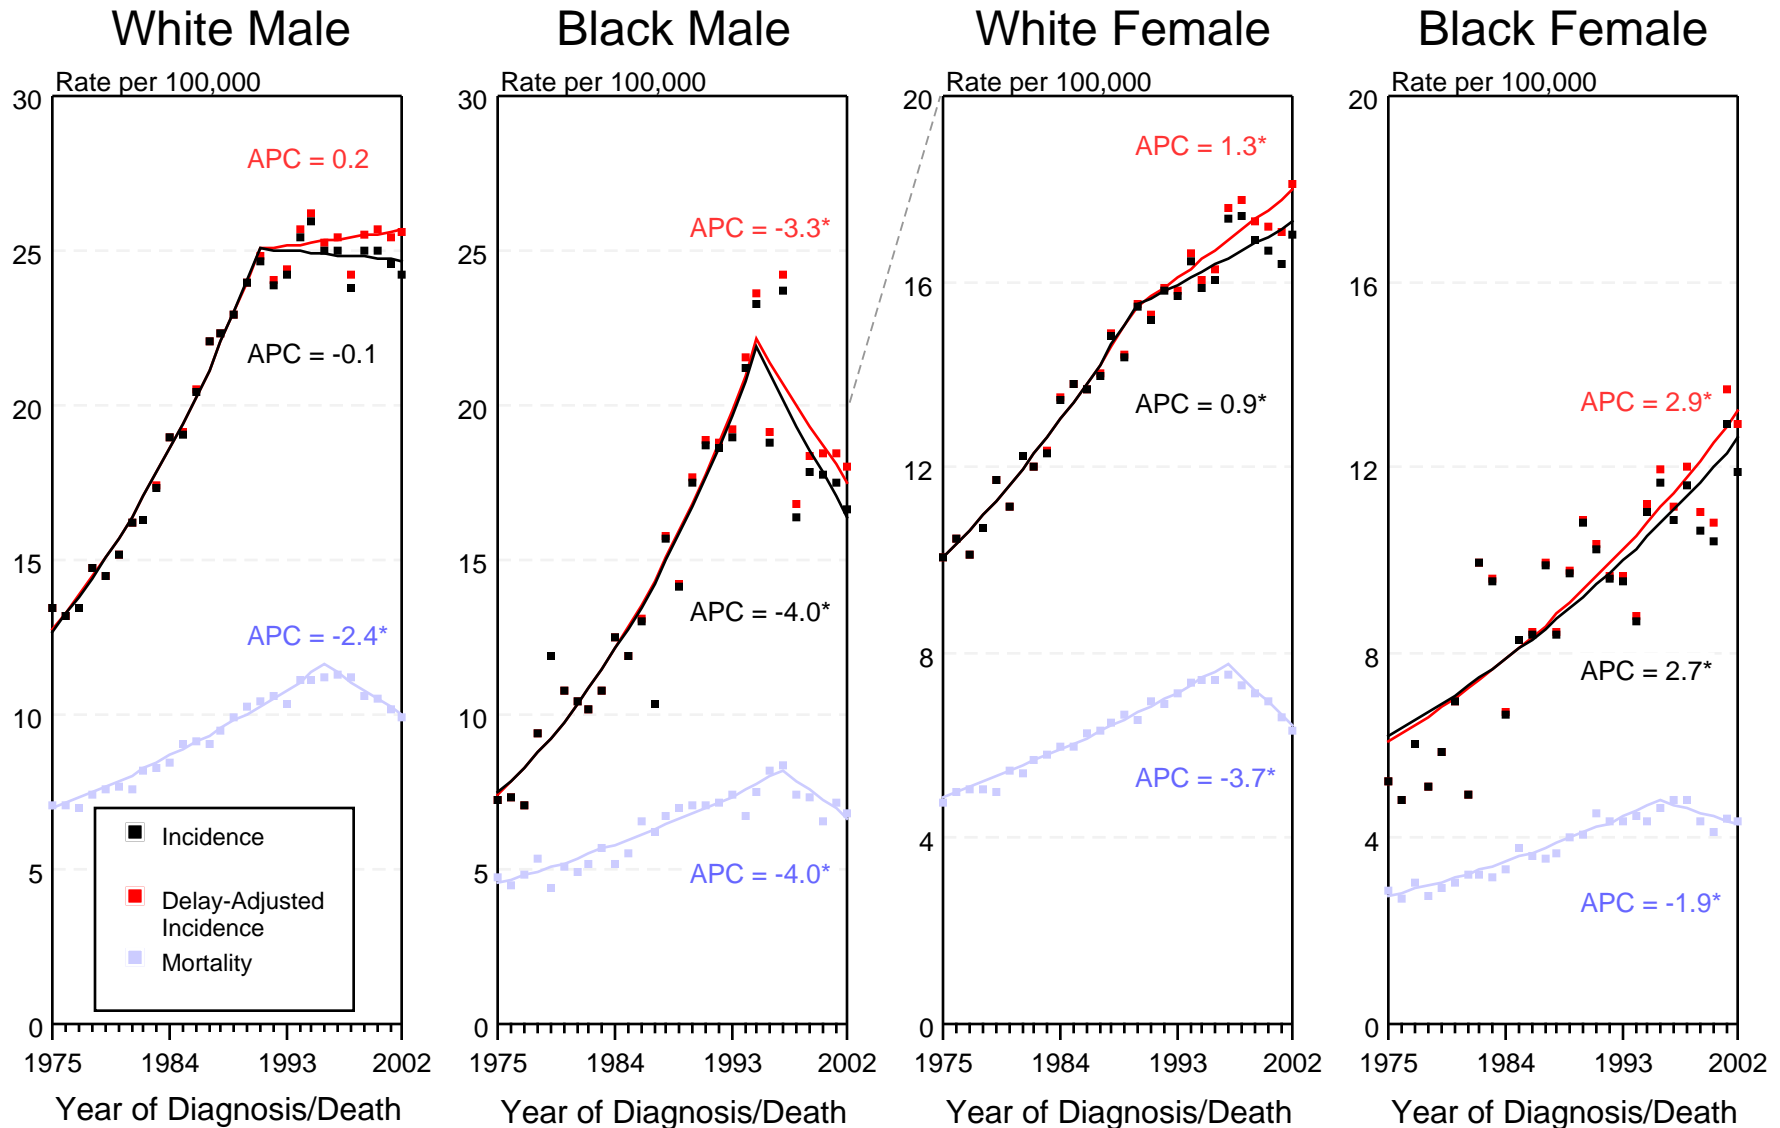 White Male
Black Male
White Female
Black Female
Rate per 100,000
Rate per 100,000
Rate per 100,000
Rate per 100,000
30
25
20
15
10
5
0
APC = 0.2
APC = -0.1
APC = -2.4*
Incidence
Delay-Adjusted
Incidence
Mortality
1975
1984
1993
2002
Year of Diagnosis/Death
30
25
20
15
10
5
0
APC = -3.3*
APC = -4.0*
APC = -4.0*
1975
1984
1993
2002
Year of Diagnosis/Death
20
16
12
8
4
0
APC = 1.3*
APC = 0.9*
APC = -3.7*
1975
1984
1993
2002
Year of Diagnosis/Death
20
16
12
8
4
0
APC = 2.9*
APC = 2.7*
APC = -1.9*
1975
1984
1993
2002
Year of Diagnosis/Death